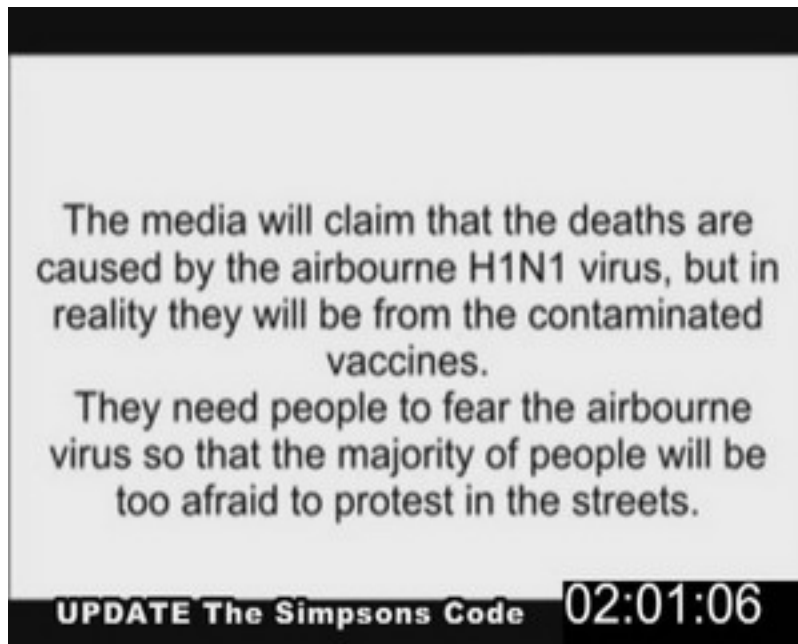 The media will claim that the deaths are
caused by the airbourne H1N1 virus, but in
reality they will be from the contaminated
vaccines.
They need people to fear the airbourne
virus so that the majority of people will be
too afraid to protest in the streets.
UPDATE The Simpsons Code
02:01:06